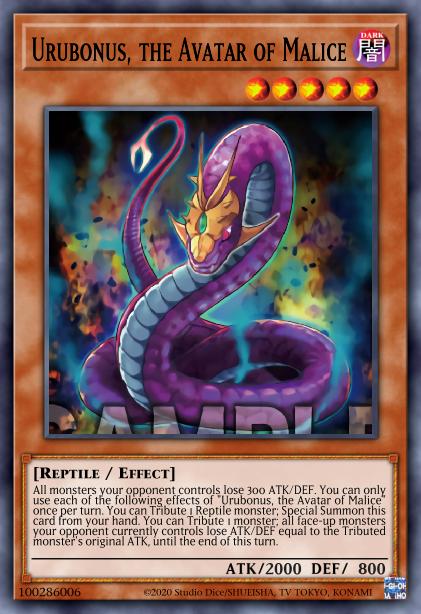 URUBONUS, THE AVATAR OF MALICE
DARK
闇
SAMPLE
[REPTILE / EFFECT]
All monsters your opponent controls lose 300 ATK/DEF. You can only
use each of the following effects of "Urubonus, the Avatar of Malice"
once per turn. You can Tribute 1 Reptile monster; Special Summon this
card from your hand. You can Tribute 1 monster; all face-up monsters
your opponent currently controls lose ATK/DEF equal to the Tributed
monster's original ATK, until the end of this turn.
ATK/2000 DEF/ 800
100286006
©2020 Studio Dice/SHUEISHA, TV TOKYO, KONAMI